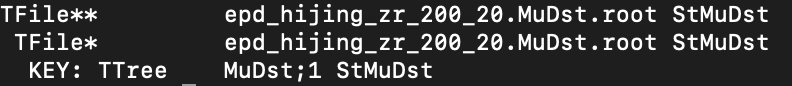 TFile** epd_hijing_zr_200_20.MuDst.root StMuDst
TFile* epd_hijing_zr_200_20.MuDst.root StMuDst
KEY: TTree MuDst;1 StMuDst